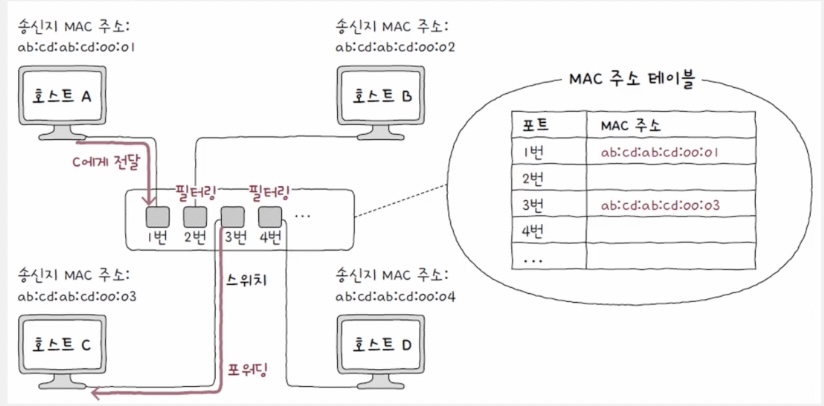 송신지 MAC 주소:
ab:cd:ab:cd:00:01
송신지 MAC 주소:
ab:cd:ab:cd:00:02
호스트 A
호스트 B
C에게 전달
필터링
필터링
...
1번
2번
3번
4번
스위치
송신지 MAC 주소:
ab:cd:ab:cd:00:03
송신지 MAC 주소:
ab:cd:ab:cd:00:04
호스트 C
호스트 D
포워딩
MAC 주소 테이블
포트 MAC 주소
1번 ab:cd:ab:cd:00:01
2번
3번 ab:cd:ab:cd:00:03
4번
...